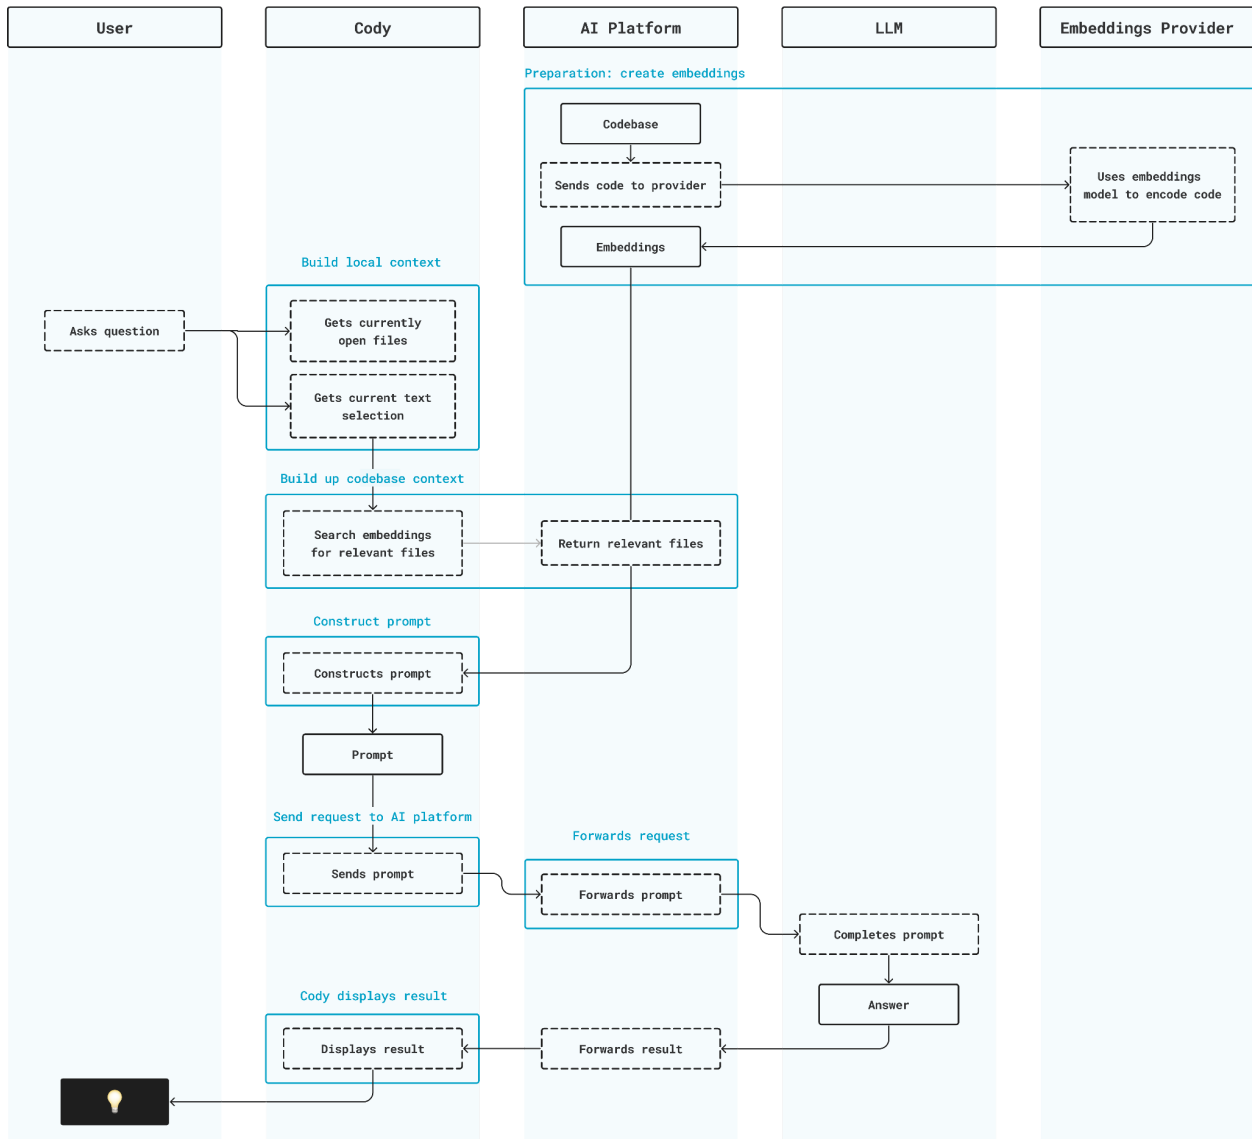 User
Cody
AI Platform
LLM
Embeddings Provider
Preparation: create embeddings
Codebase
Sends code to provider
Uses embeddings
model to encode code
Embeddings
Build local context
Asks question
Gets currently
open files
Gets current text
selection
Build up codebase context
Search embeddings
for relevant files
Return relevant files
Construct prompt
Constructs prompt
Prompt
Send request to AI platform
Forwards request
Sends prompt
Forwards prompt
Completes prompt
Answer
Cody displays result
Displays result
Forwards result